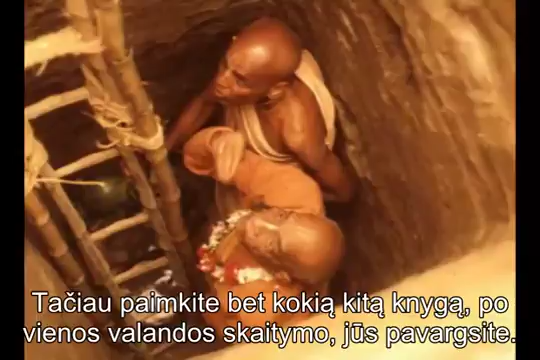 Tačiau paimkite bet kokią kitą knygą, po
vienos valandos skaitymo, jūs pavargsite.